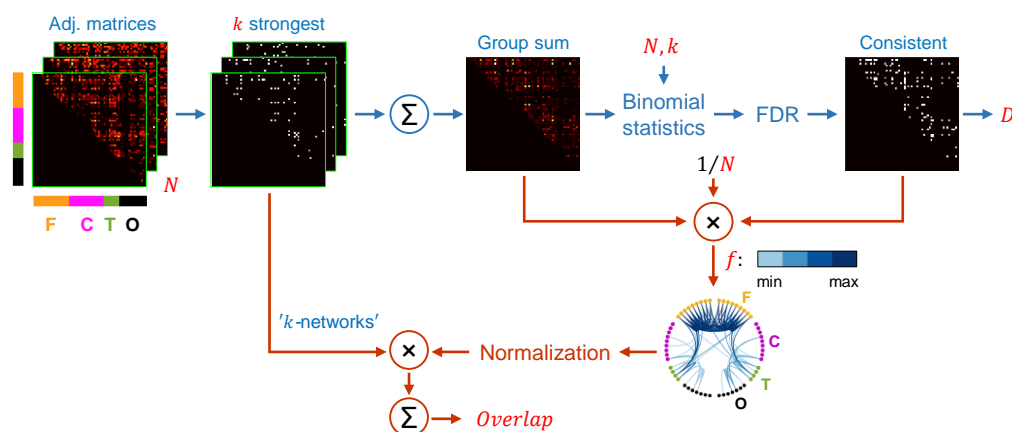 Adj. matrices
k strongest
Group sum
N, k
Consistent
Σ
Binomial
statistics
FDR
D
N
1/N
F C T O
×
f:
min max
'k-networks'
F
C
T
O
×
Normalization
Σ
Overlap